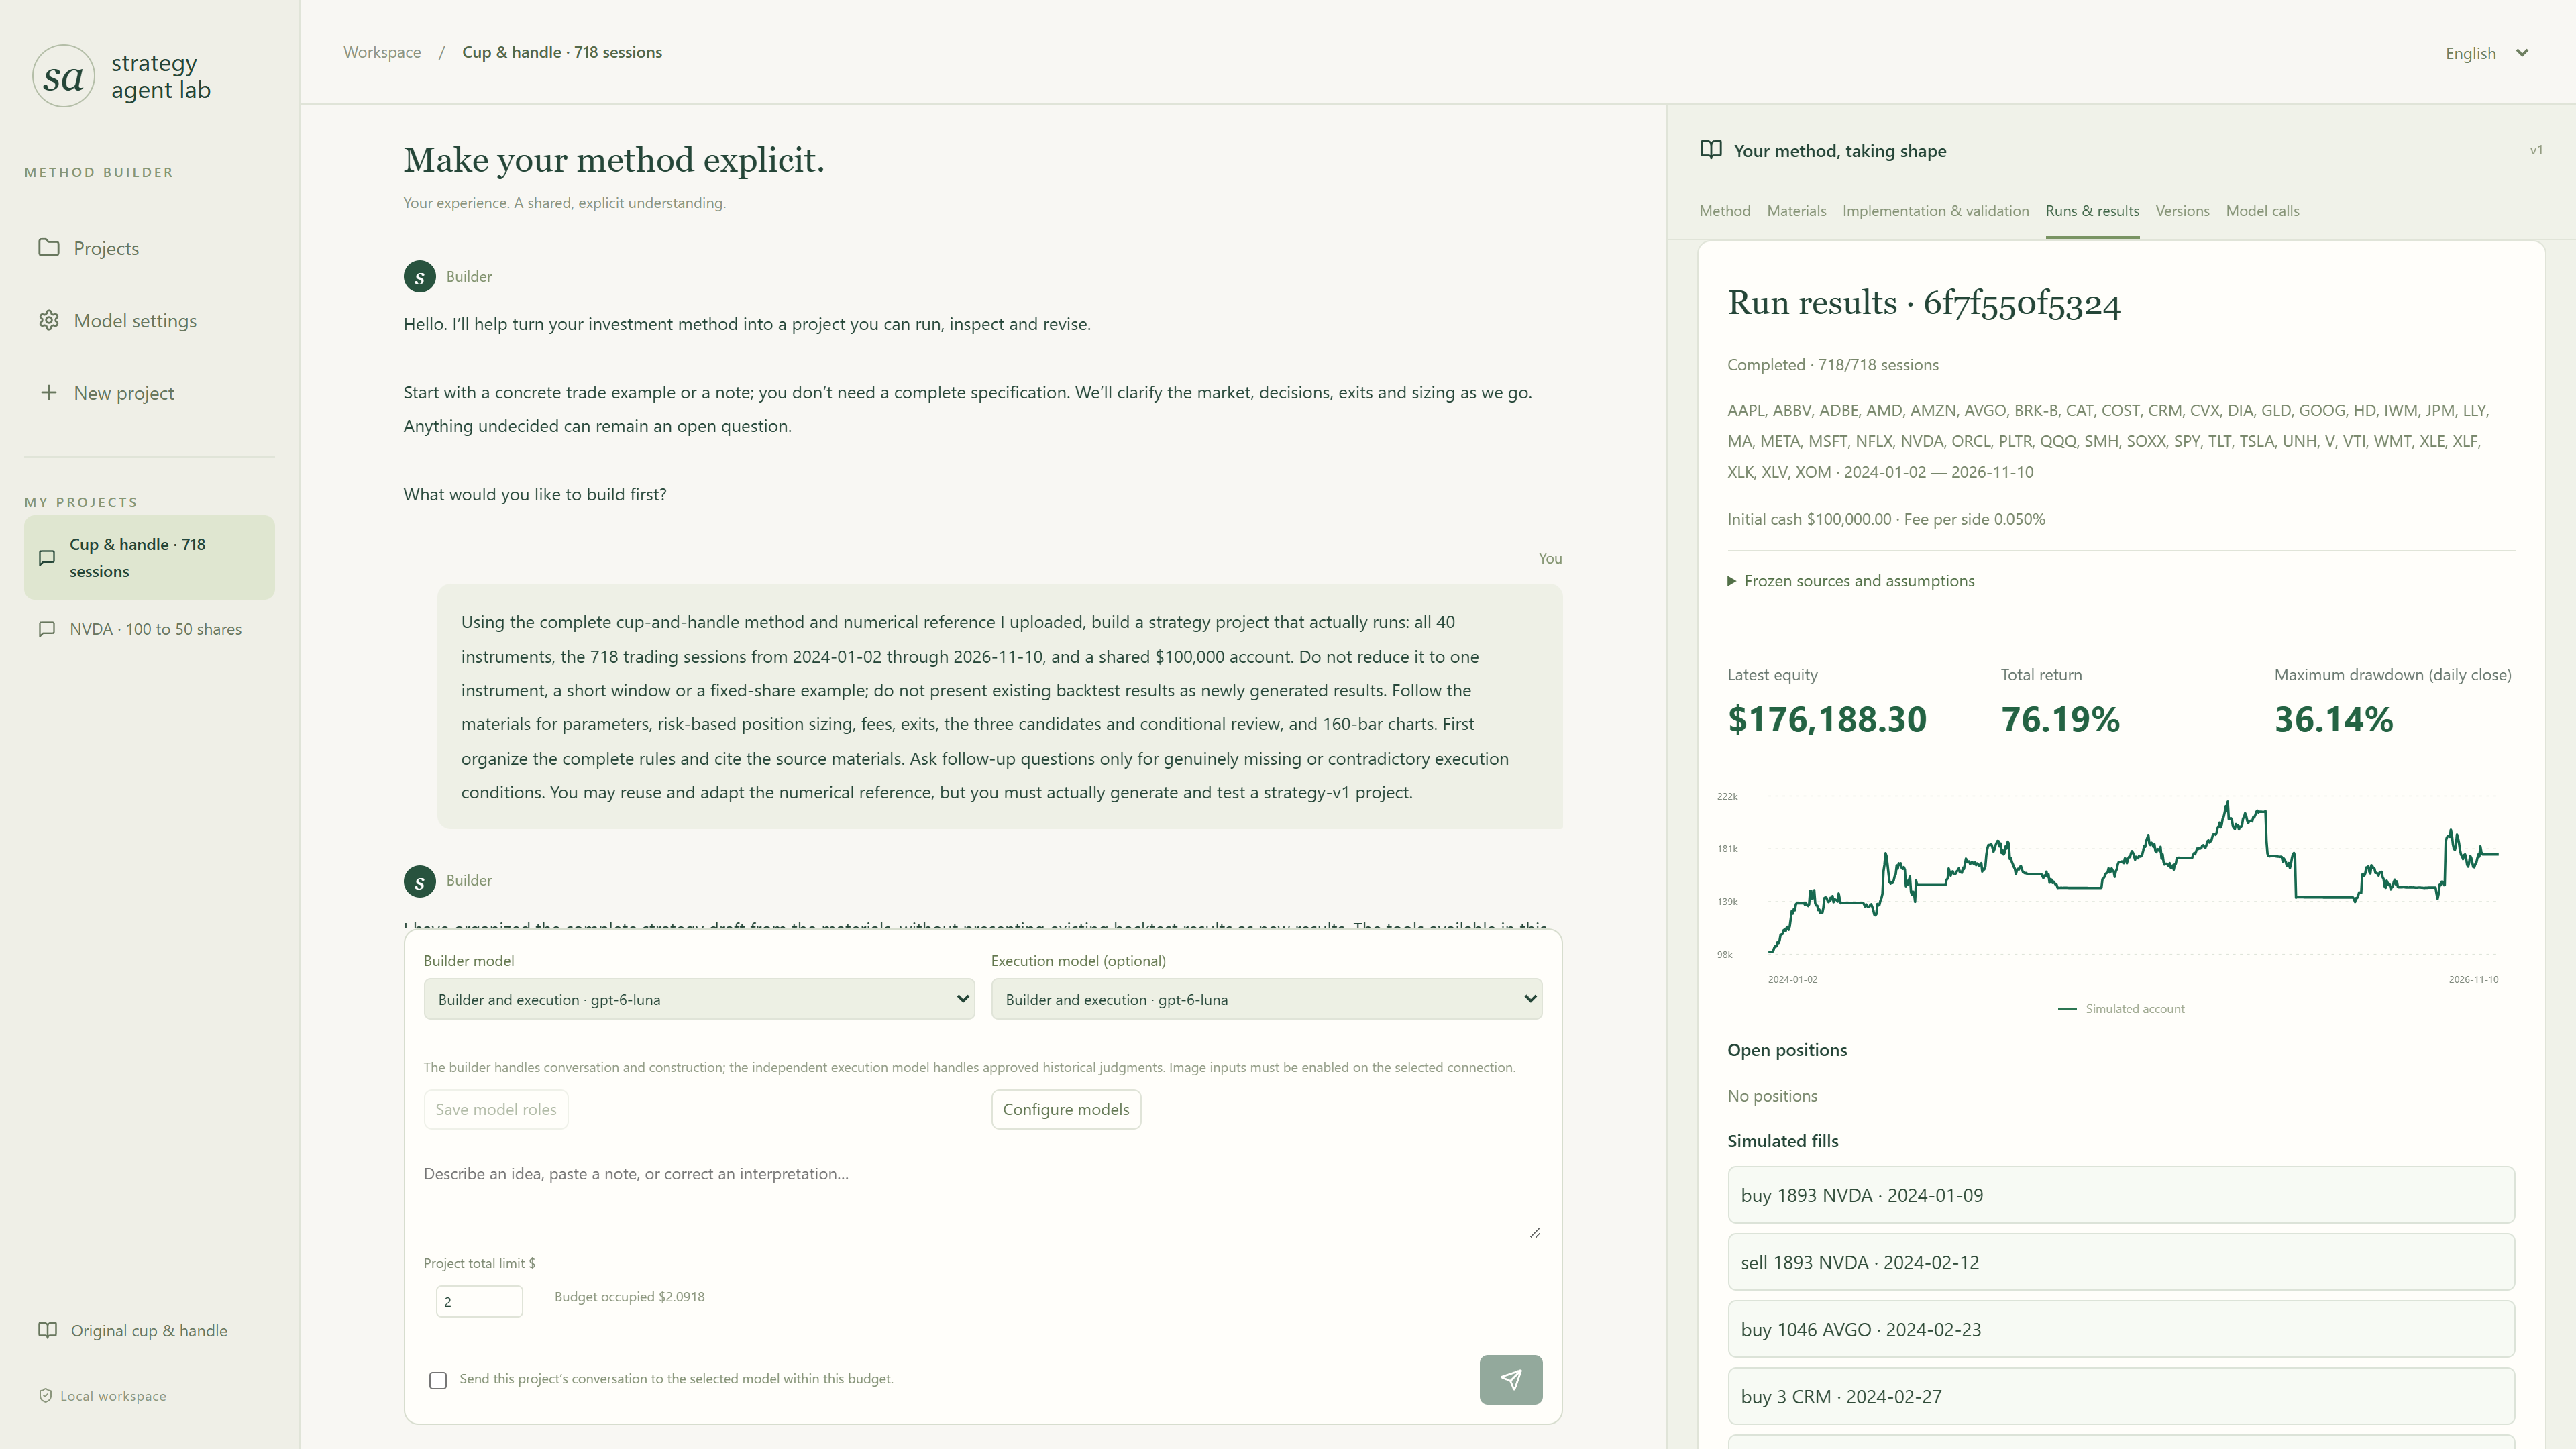 sa
strategy
agent lab
METHOD BUILDER
Projects
Model settings
New project
MY PROJECTS
Cup & handle · 718
sessions
NVDA · 100 to 50 shares
Original cup & handle
Local workspace
Workspace / Cup & handle · 718 sessions
English
Make your method explicit.
Your experience. A shared, explicit understanding.
s Builder
Hello. I’ll help turn your investment method into a project you can run, inspect and revise.
Start with a concrete trade example or a note; you don’t need a complete specification. We’ll clarify the market, decisions, exits and sizing as we go.
Anything undecided can remain an open question.
What would you like to build first?
You
Using the complete cup-and-handle method and numerical reference I uploaded, build a strategy project that actually runs: all 40
instruments, the 718 trading sessions from 2024-01-02 through 2026-11-10, and a shared $100,000 account. Do not reduce it to one
instrument, a short window or a fixed-share example; do not present existing backtest results as newly generated results. Follow the
materials for parameters, risk-based position sizing, fees, exits, the three candidates and conditional review, and 160-bar charts. First
organize the complete rules and cite the source materials. Ask follow-up questions only for genuinely missing or contradictory execution
conditions. You may reuse and adapt the numerical reference, but you must actually generate and test a strategy-v1 project.
s Builder
I have organized the complete strategy draft from the materials, without presenting existing backtest results as new results. The tools available in this
Builder model
Builder and execution · gpt-6-luna
Execution model (optional)
Builder and execution · gpt-6-luna
The builder handles conversation and construction; the independent execution model handles approved historical judgments. Image inputs must be enabled on the selected connection.
Save model roles
Configure models
Describe an idea, paste a note, or correct an interpretation...
Project total limit $
2
Budget occupied $2.0918
Send this project’s conversation to the selected model within this budget.
Your method, taking shape
v1
Method Materials Implementation & validation Runs & results Versions Model calls
Run results · 6f7f550f5324
Completed · 718/718 sessions
AAPL, ABBV, ADBE, AMD, AMZN, AVGO, BRK-B, CAT, COST, CRM, CVX, DIA, GLD, GOOG, HD, IWM, JPM, LLY,
MA, META, MSFT, NFLX, NVDA, ORCL, PLTR, QQQ, SMH, SOXX, SPY, TLT, TSLA, UNH, V, VTI, WMT, XLE, XLF,
XLK, XLV, XOM · 2024-01-02 — 2026-11-10
Initial cash $100,000.00 · Fee per side 0.050%
Frozen sources and assumptions
Latest equity
$176,188.30
Total return
76.19%
Maximum drawdown (daily close)
36.14%
222k
181k
139k
98k
2024-01-02
2026-11-10
Simulated account
Open positions
No positions
Simulated fills
buy 1893 NVDA · 2024-01-09
sell 1893 NVDA · 2024-02-12
buy 1046 AVGO · 2024-02-23
buy 3 CRM · 2024-02-27